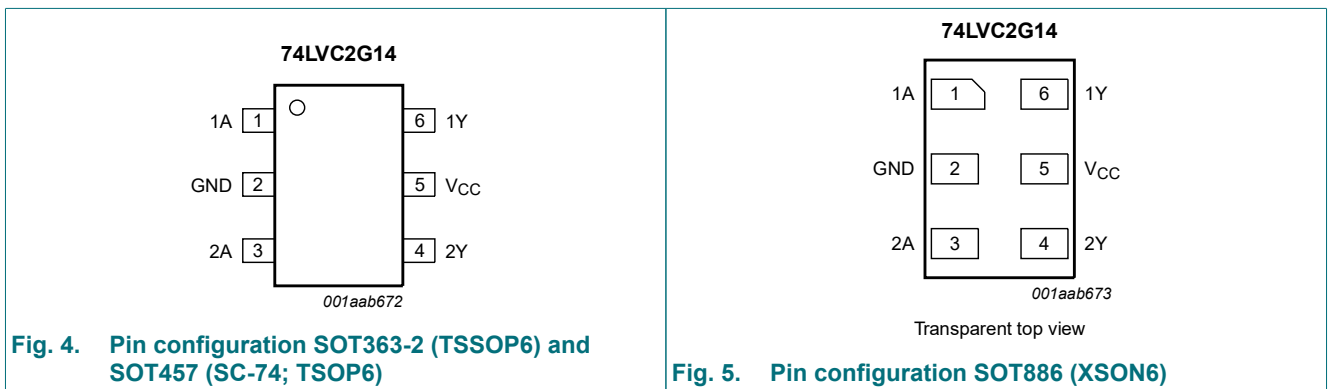 74LVC2G14
1A 1 6 1Y
GND 2 5 VCC
2A 3 4 2Y
001aab672
Fig. 4. Pin configuration SOT363-2 (TSSOP6) and
SOT457 (SC-74; TSOP6)
74LVC2G14
1A 1 6 1Y
GND 2 5 VCC
2A 3 4 2Y
001aab673
Transparent top view
Fig. 5. Pin configuration SOT886 (XSON6)